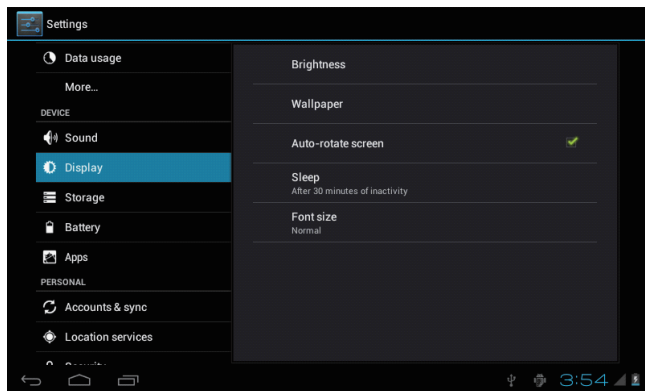 Settings
Data usage
More...
DEVICE
Sound
Display
Storage
Battery
Apps
PERSONAL
Accounts & sync
Location services
Brightness
Wallpaper
Auto-rotate screen
Sleep
After 30 minutes of inactivity
Font size
Normal
3:54